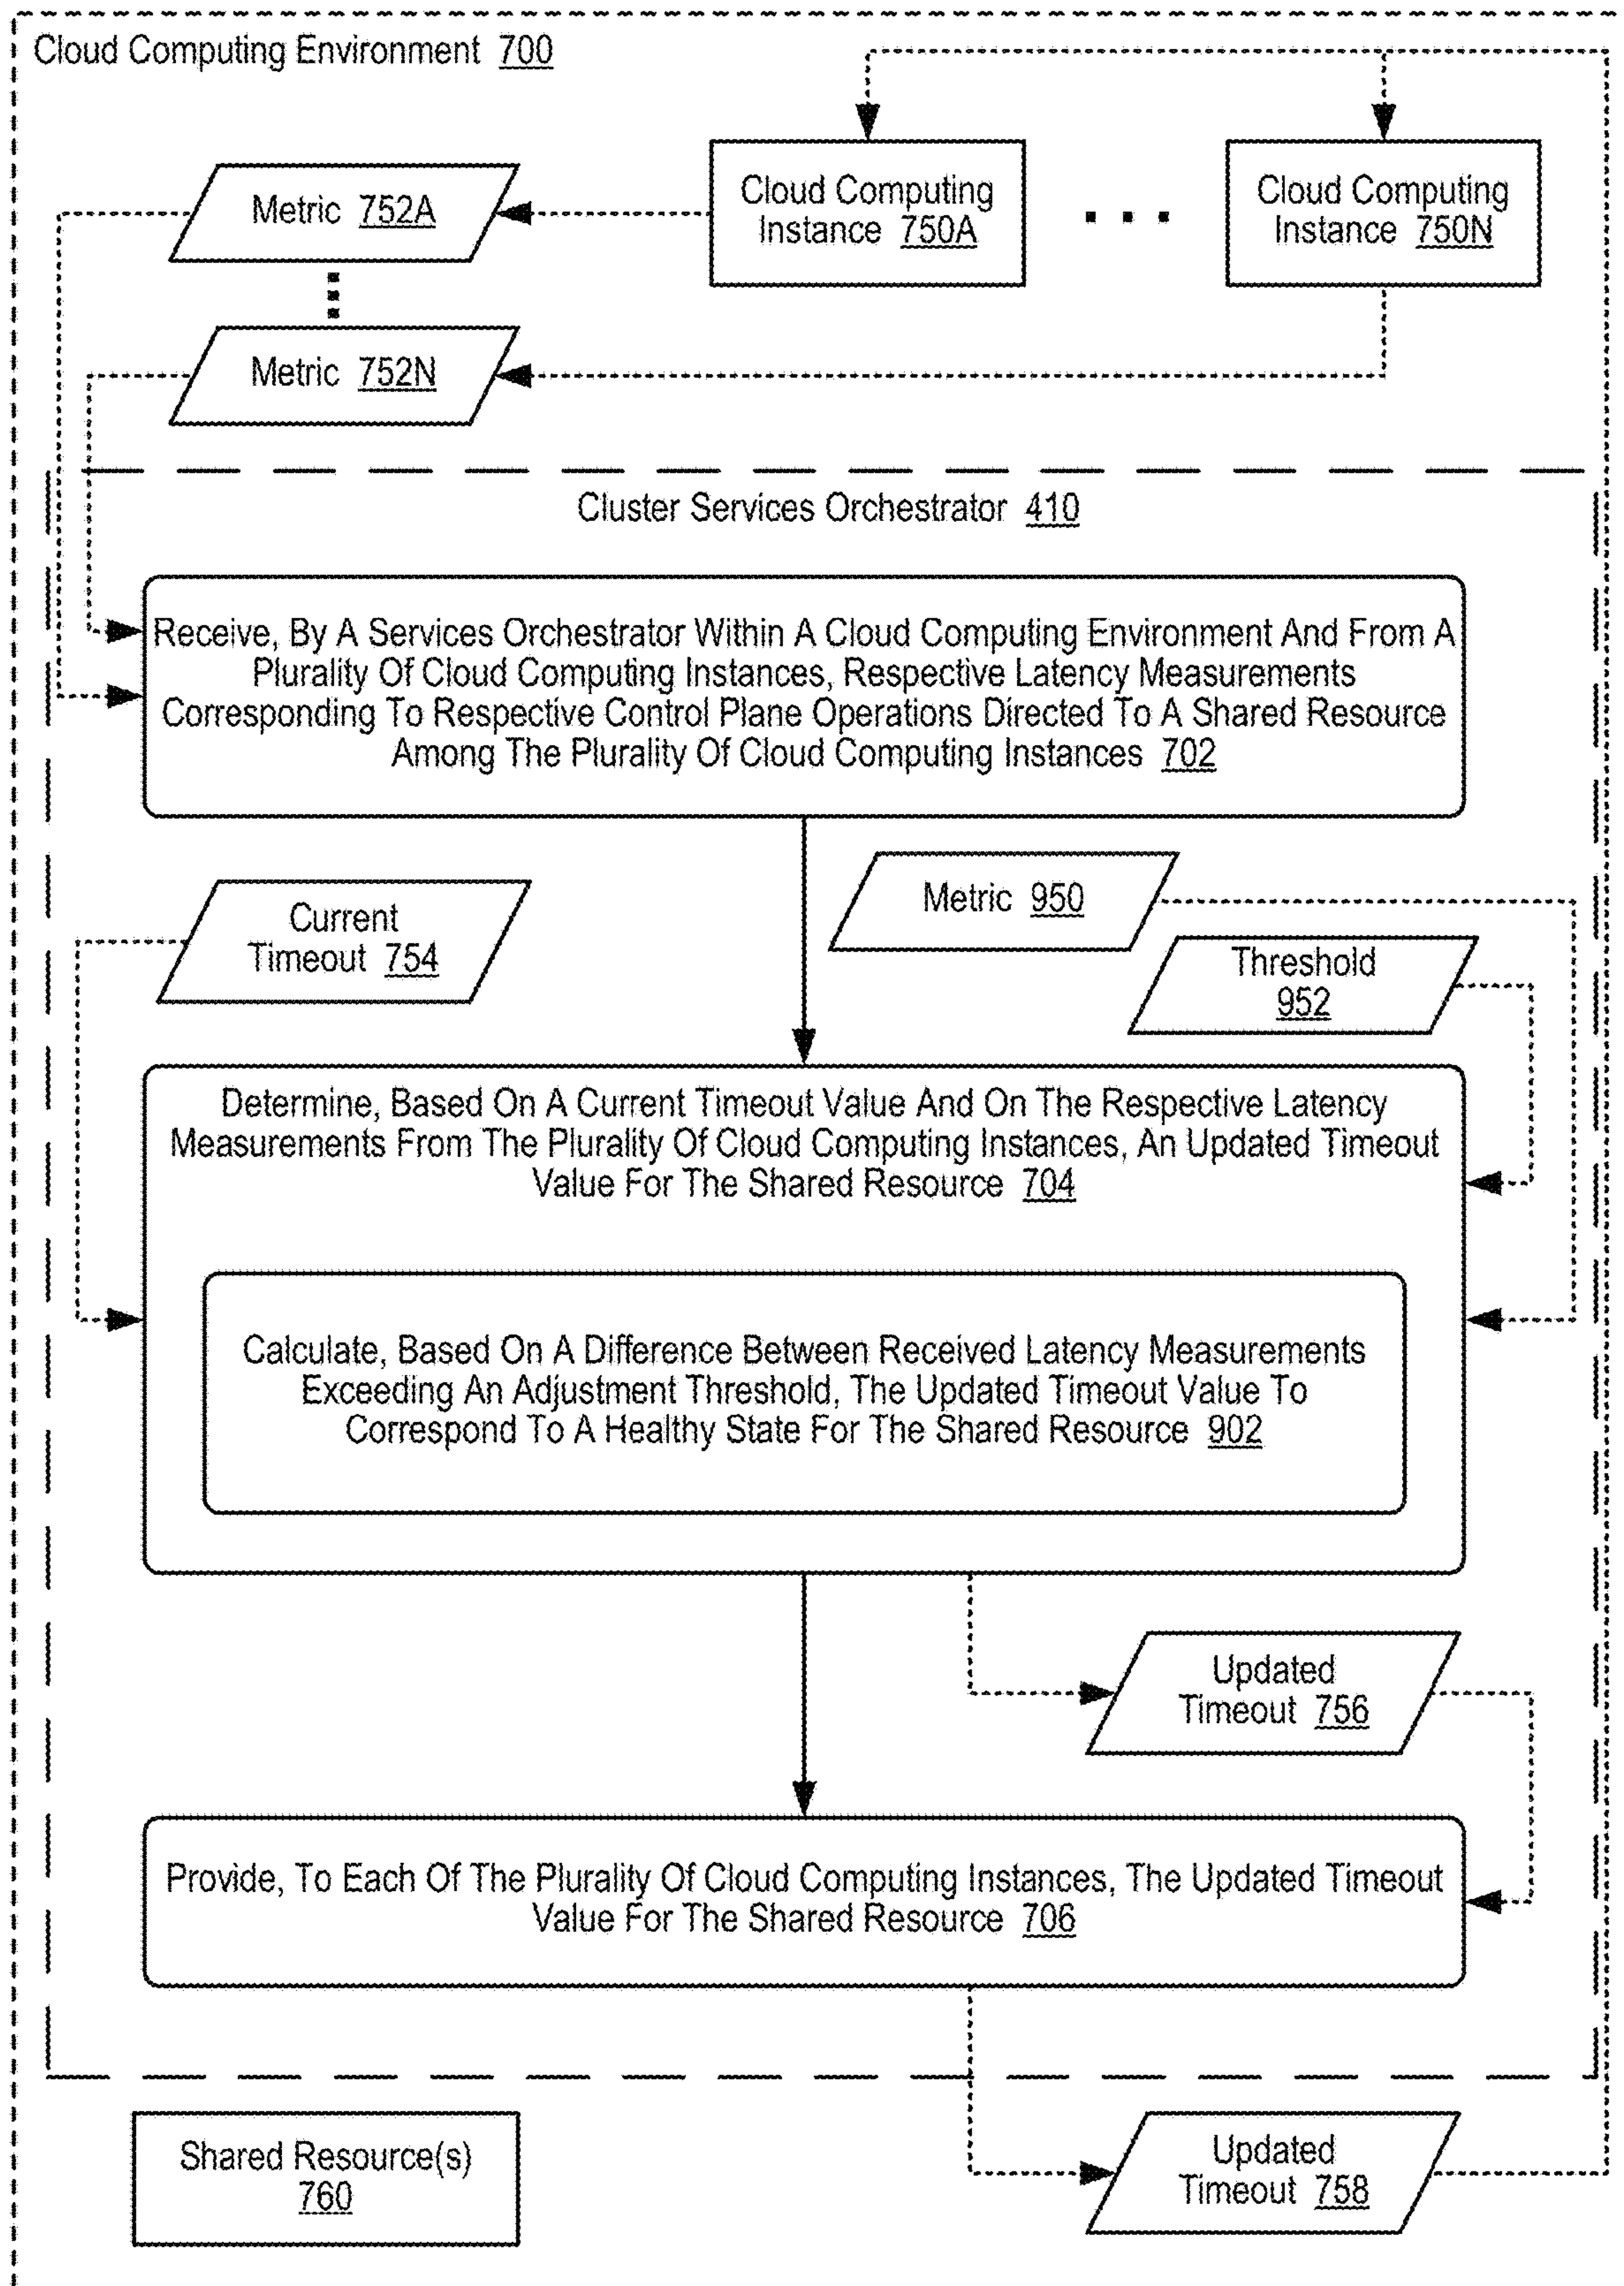 Cloud Computing Environment 700
Cloud Computing
Instance 750A
Cloud Computing
Instance 750N
Metric 752A
Metric 752N
Cluster Services Orchestrator 410
Receive, By A Services Orchestrator Within A Cloud Computing Environment And From A
Plurality Of Cloud Computing Instances, Respective Latency Measurements
Corresponding To Respective Control Plane Operations Directed To A Shared Resource
Among The Plurality Of Cloud Computing Instances 702
Metric 950
Current
Timeout 754
Threshold
952
Determine, Based On A Current Timeout Value And On The Respective Latency
Measurements From The Plurality Of Cloud Computing Instances, An Updated Timeout
Value For The Shared Resource 704
Calculate, Based On A Difference Between Received Latency Measurements
Exceeding An Adjustment Threshold, The Updated Timeout Value To
Correspond To A Healthy State For The Shared Resource 902
Updated
Timeout 756
Provide, To Each Of The Plurality Of Cloud Computing Instances, The Updated Timeout
Value For The Shared Resource 706
Shared Resource(s)
760
Updated
Timeout 758